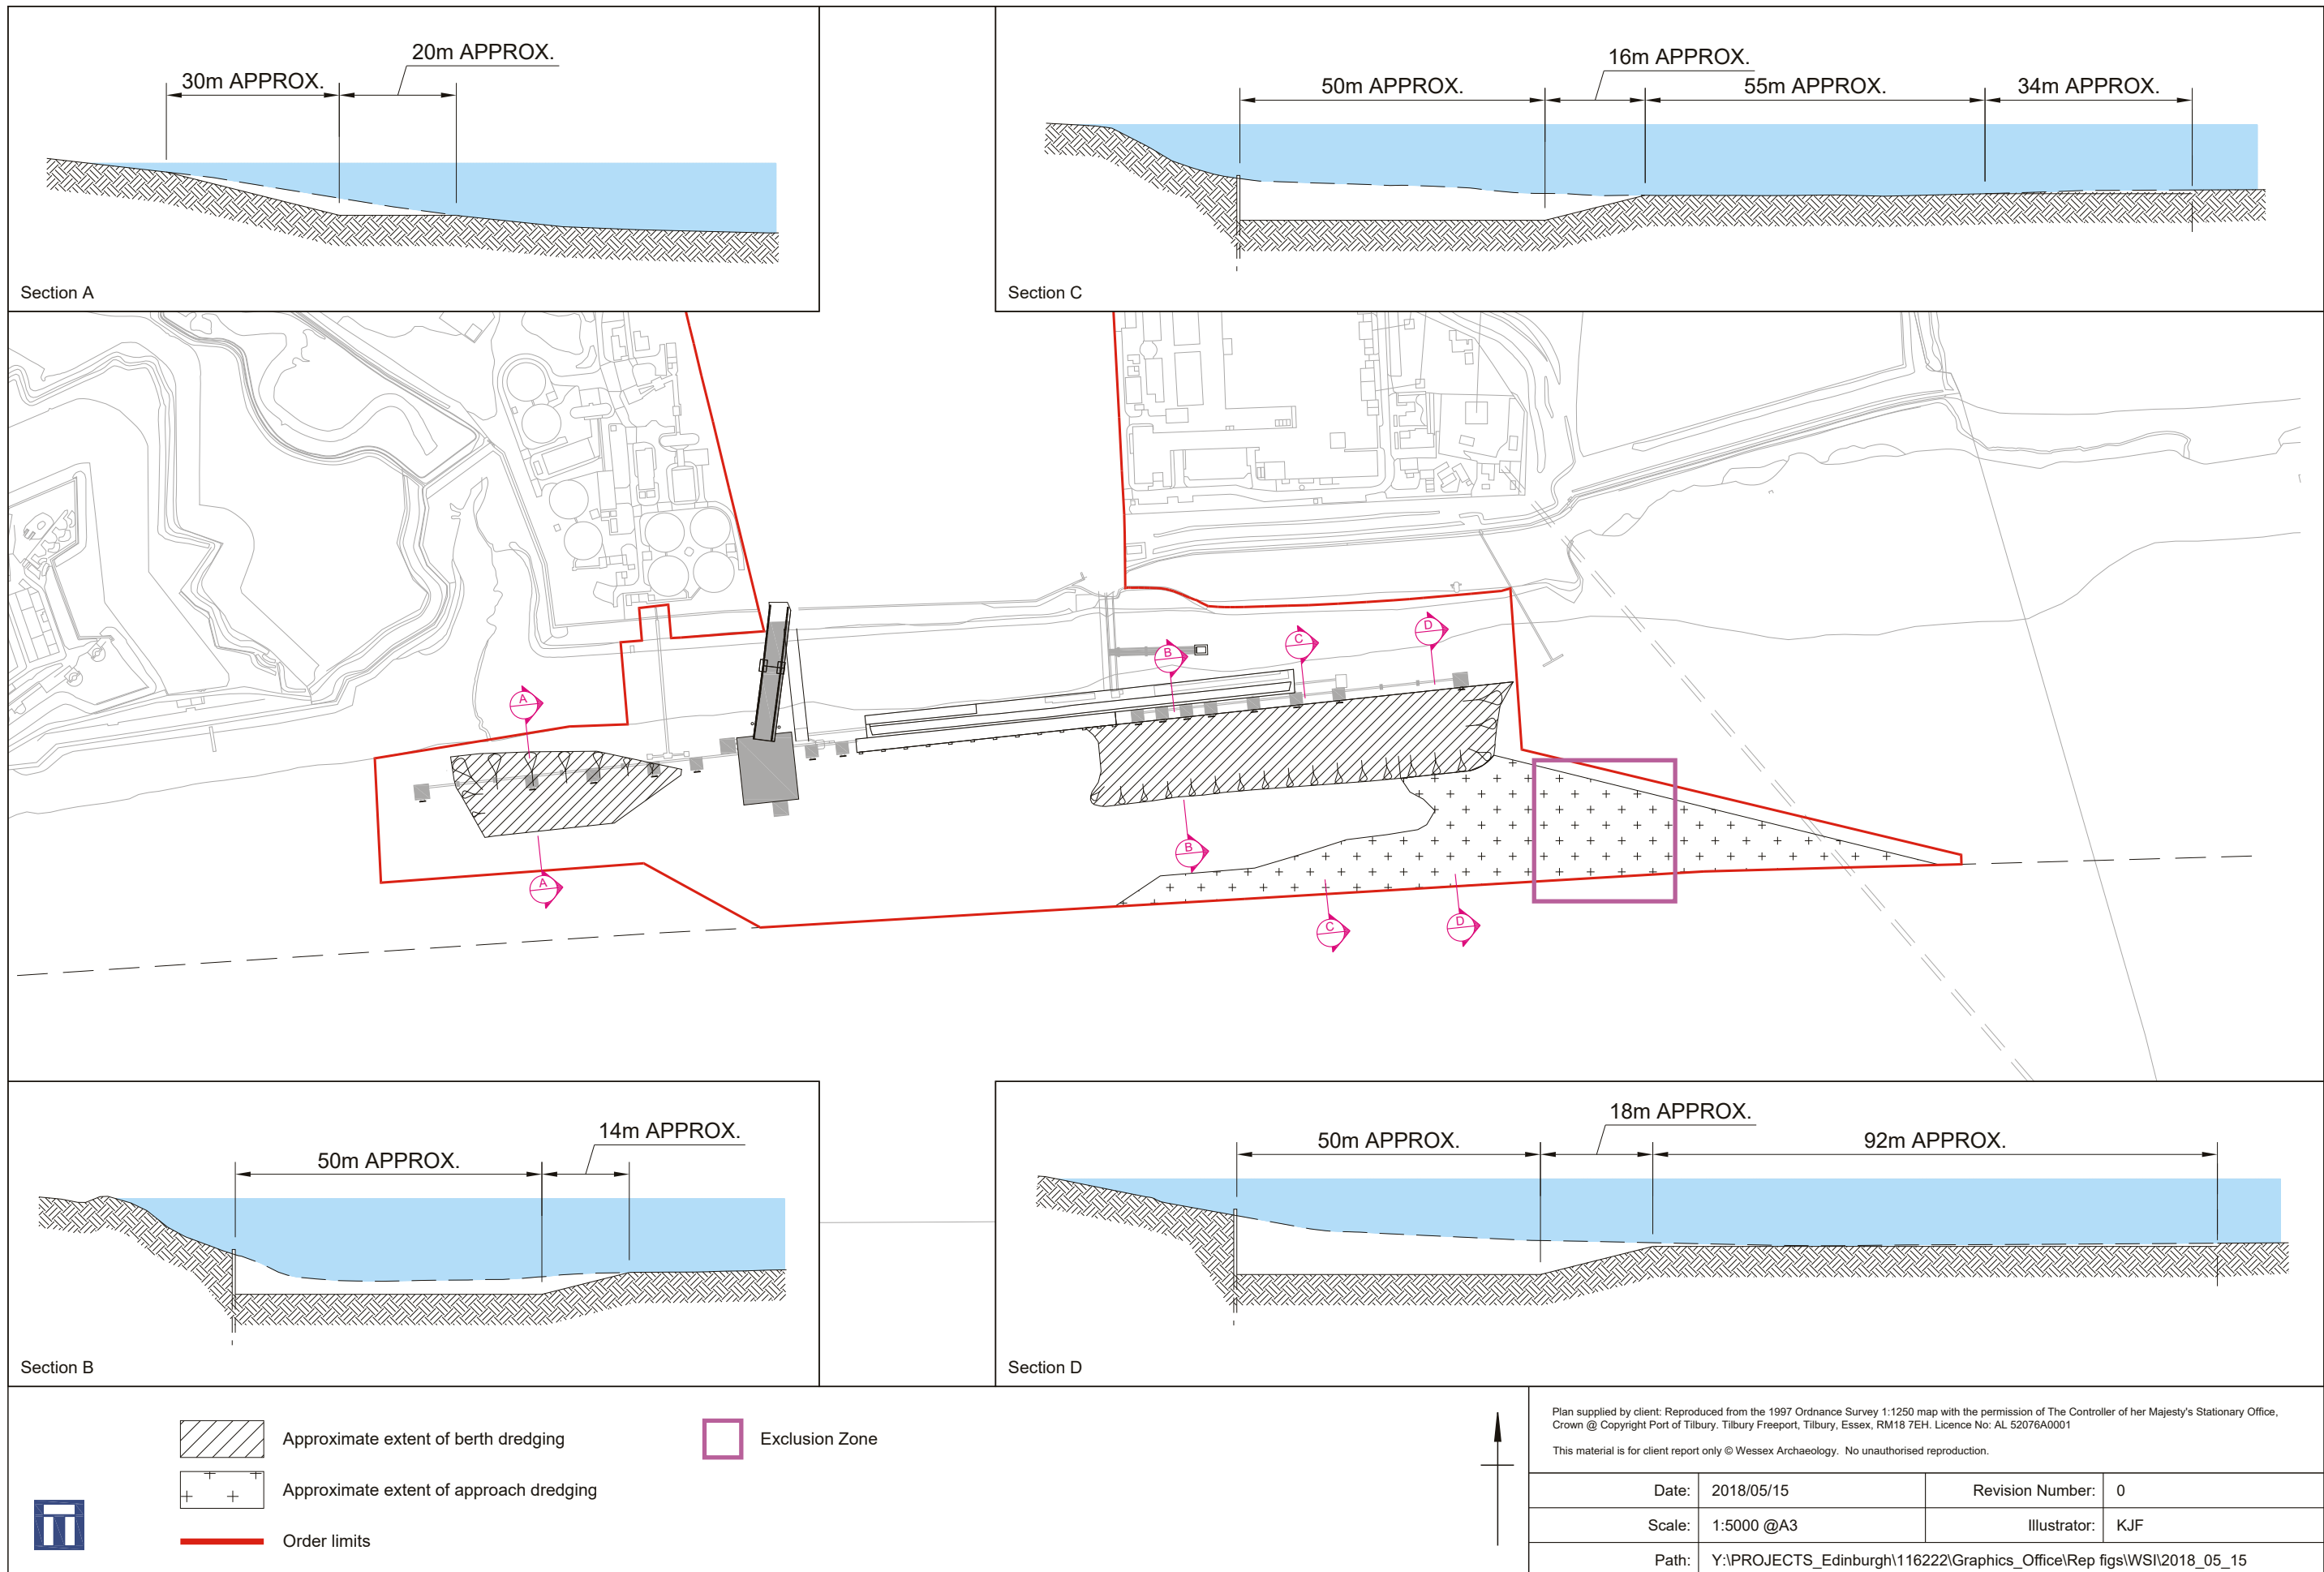 20m APPROX.
30m APPROX.
Section A
16m APPROX.
50m APPROX.
55m APPROX.
34m APPROX.
Section C
A
B
C
D
A
B
C
D
14m APPROX.
50m APPROX.
Section B
18m APPROX.
50m APPROX.
92m APPROX.
Section D
Approximate extent of berth dredging
Approximate extent of approach dredging
Order limits
Exclusion Zone
Plan supplied by client: Reproduced from the 1997 Ordnance Survey 1:1250 map with the permission of The Controller of her Majesty's Stationary Office,
Crown @ Copyright Port of Tilbury. Tilbury Freeport, Tilbury, Essex, RM18 7EH. Licence No: AL 52076A0001
This material is for client report only © Wessex Archaeology. No unauthorised reproduction.
Date: 2018/05/15 Revision Number: 0
Scale: 1:5000 @A3 Illustrator: KJF
Path: Y:\PROJECTS_Edinburgh\116222\Graphics_Office\Rep figs\WSI\2018_05_15